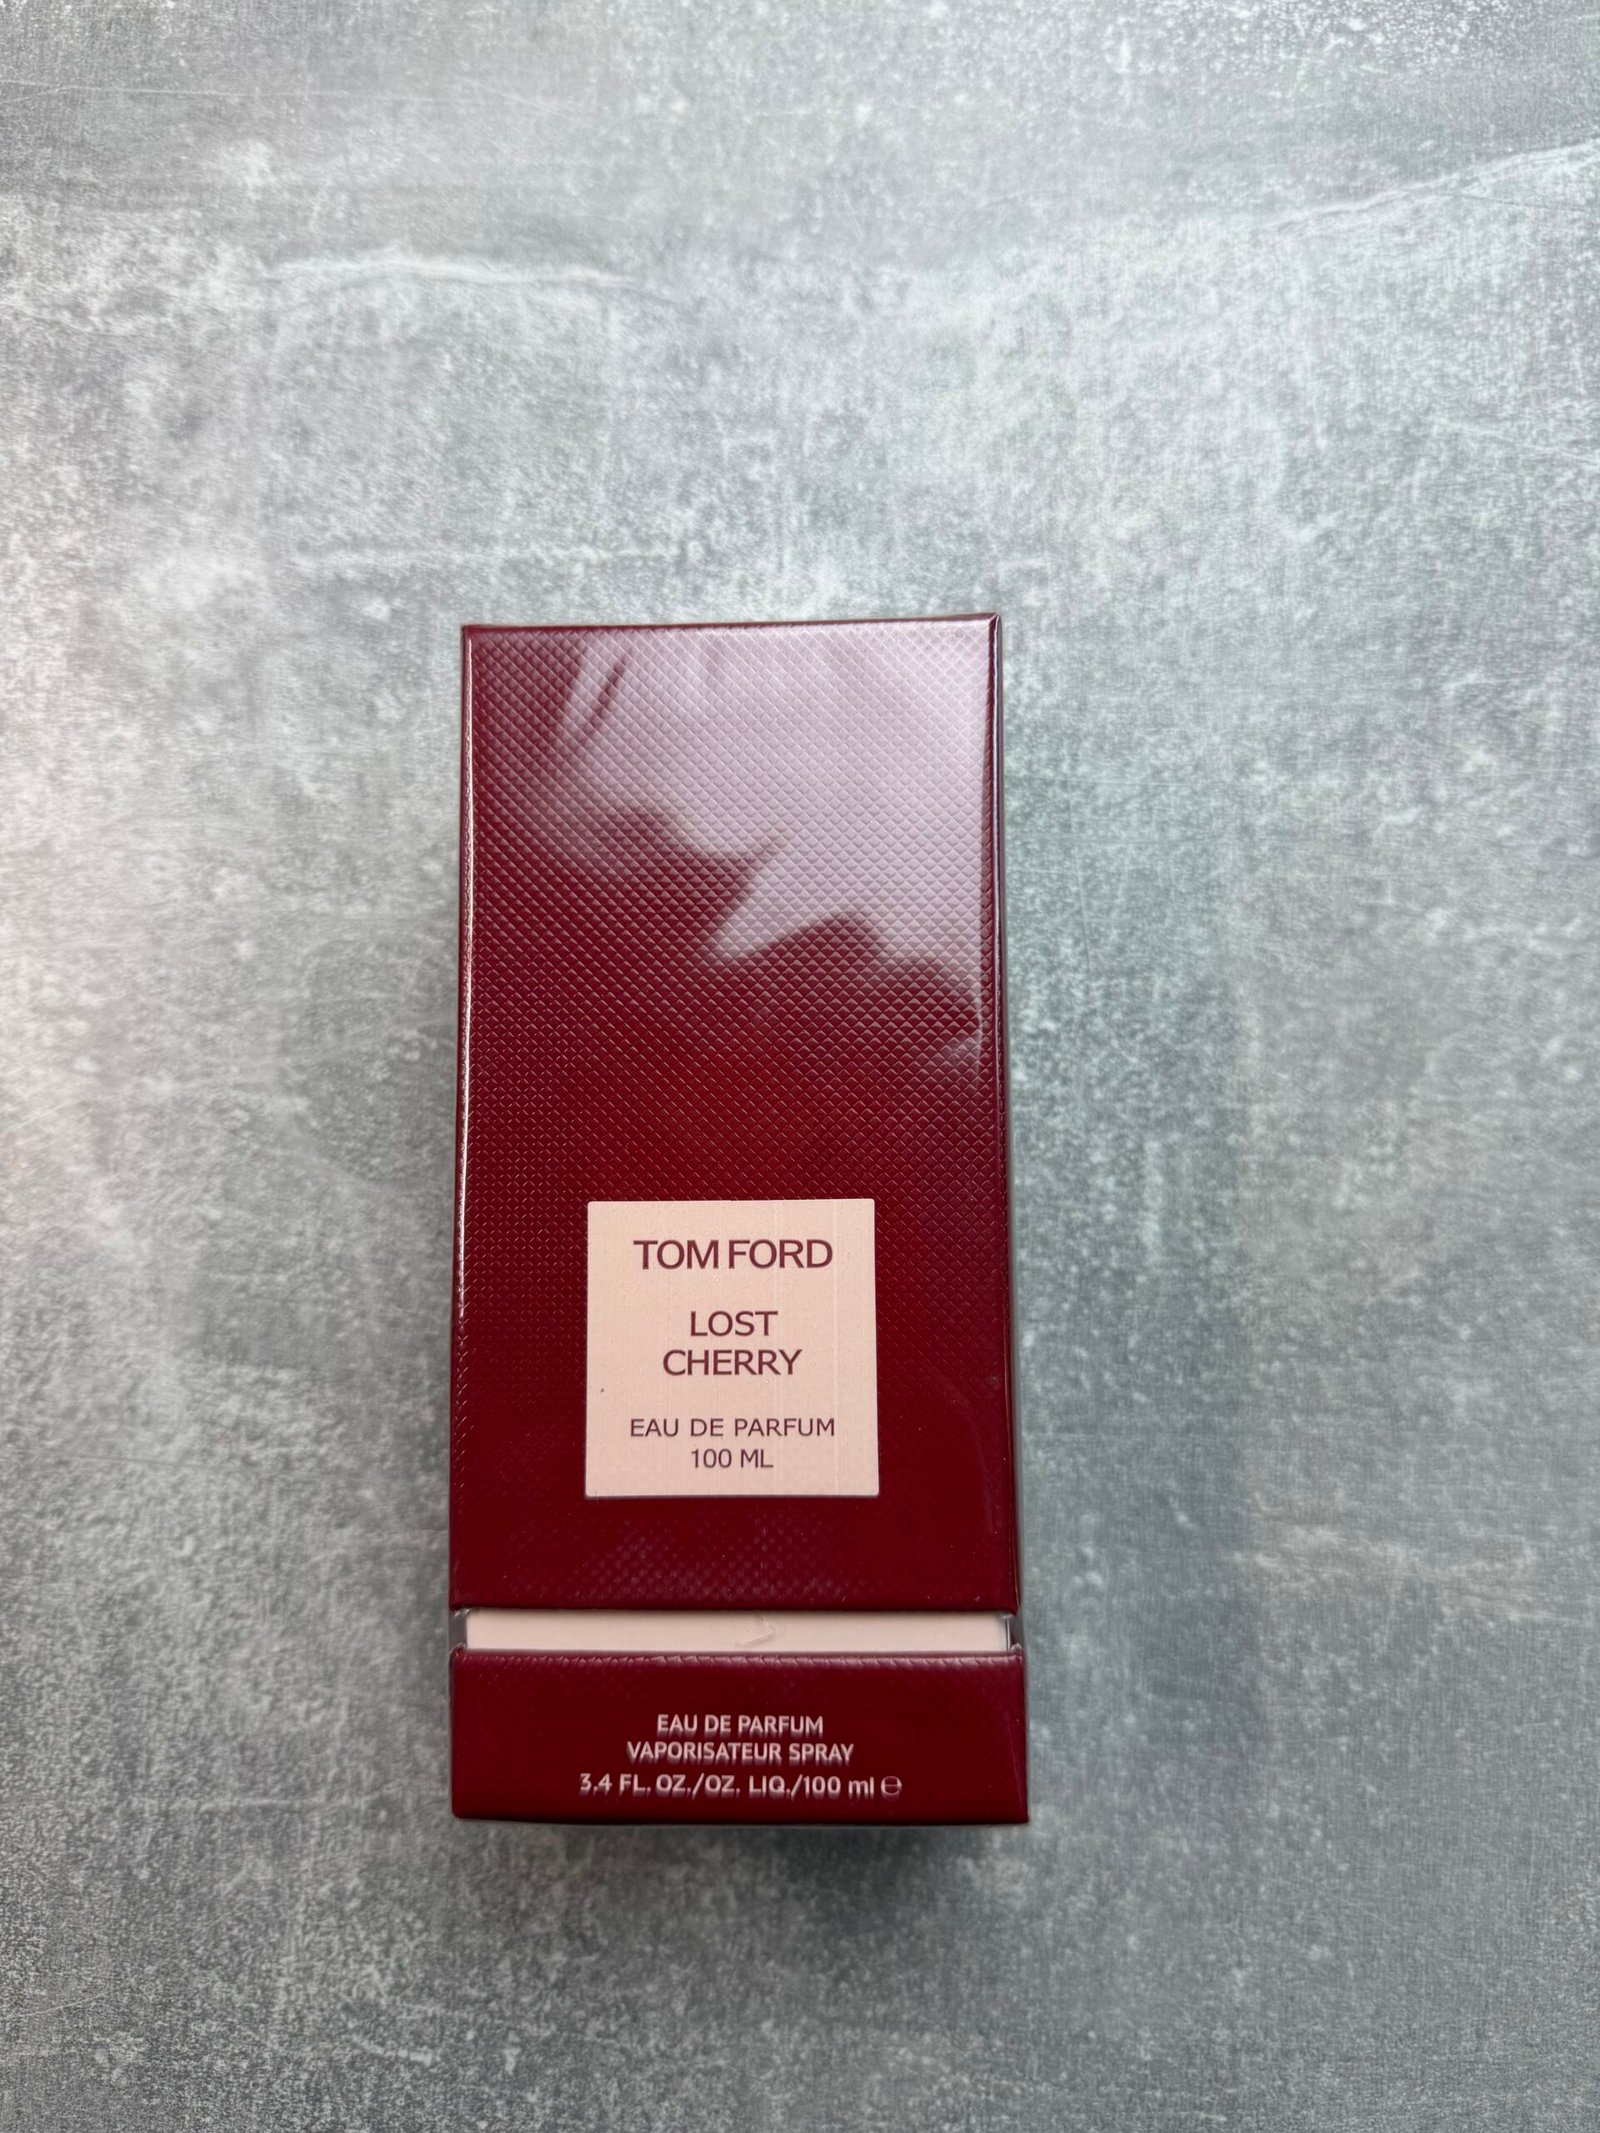 TOM FORD
LOST
CHERRY
EAU DE PARFUM
100 ML
EAU DE PARFUM
VAPORISATEUR SPRAY
3.4 FL. OZ./OZ. LIQ./100 ml ℮